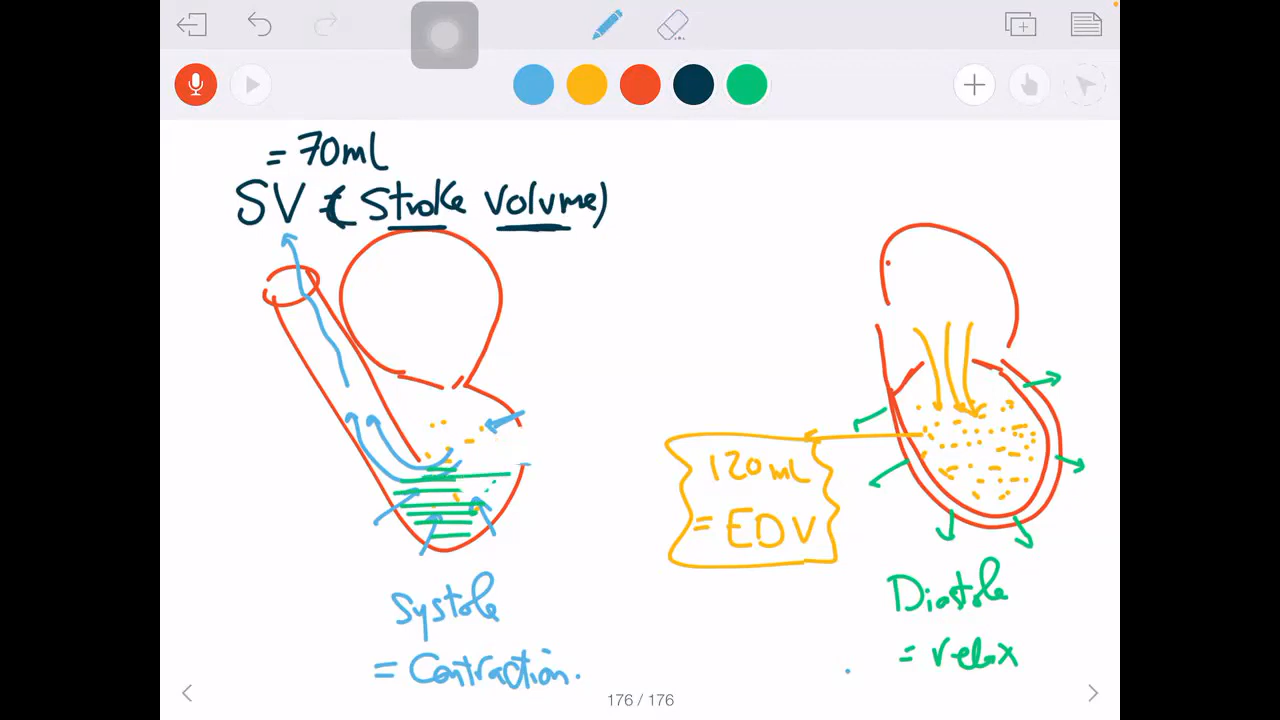 = 70ml
SV (Stroke volume)
120mL
= EDV
Systole
= Contraction.
Diastole
= relax
176 / 176